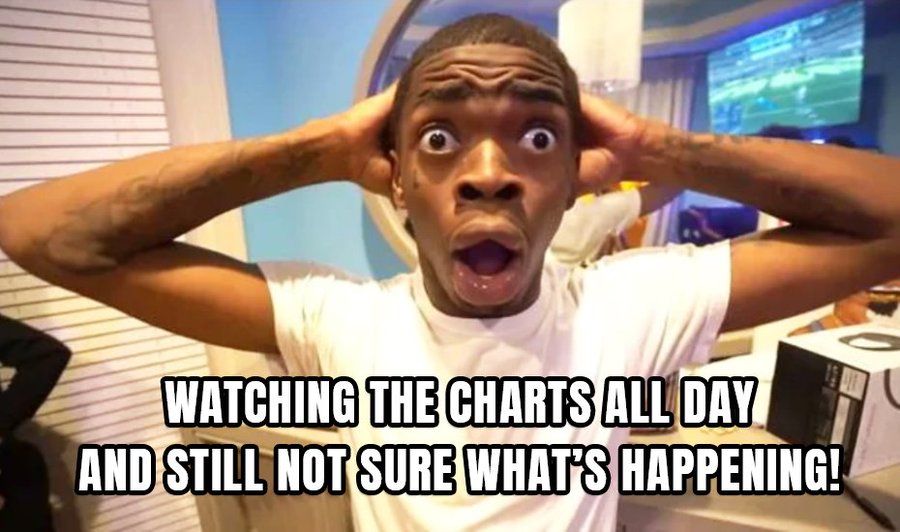 WATCHING THE CHARTS ALL DAY
AND STILL NOT SURE WHAT'S HAPPENING!